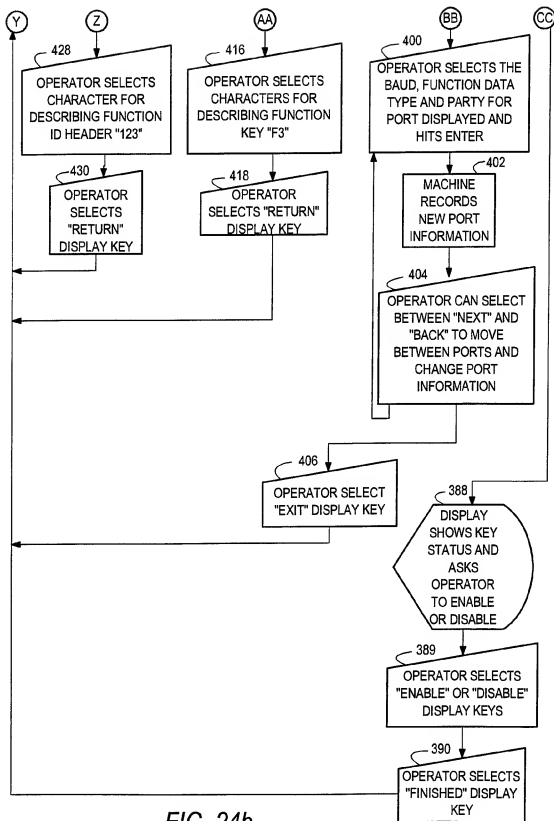 Y
Z
AA
BB
CC
428
OPERATOR SELECTS
CHARACTER FOR
DESCRIBING FUNCTION
ID HEADER "123"
430
OPERATOR
SELECTS
"RETURN"
DISPLAY KEY
416
OPERATOR SELECTS
CHARACTERS FOR
DESCRIBING FUNCTION
KEY "F3"
418
OPERATOR
SELECTS "RETURN"
DISPLAY KEY
400
OPERATOR SELECTS THE
BAUD, FUNCTION DATA
TYPE AND PARTY FOR
PORT DISPLAYED AND
HITS ENTER
402
MACHINE
RECORDS
NEW PORT
INFORMATION
404
OPERATOR CAN SELECT
BETWEEN "NEXT" AND
"BACK" TO MOVE
BETWEEN PORTS AND
CHANGE PORT
INFORMATION
406
OPERATOR SELECT
"EXIT" DISPLAY KEY
388
DISPLAY
SHOWS KEY
STATUS AND
ASKS
OPERATOR
TO ENABLE
OR DISABLE
389
OPERATOR SELECTS
"ENABLE" OR "DISABLE"
DISPLAY KEYS
390
OPERATOR SELECTS
"FINISHED" DISPLAY
KEY
FIG. 24b